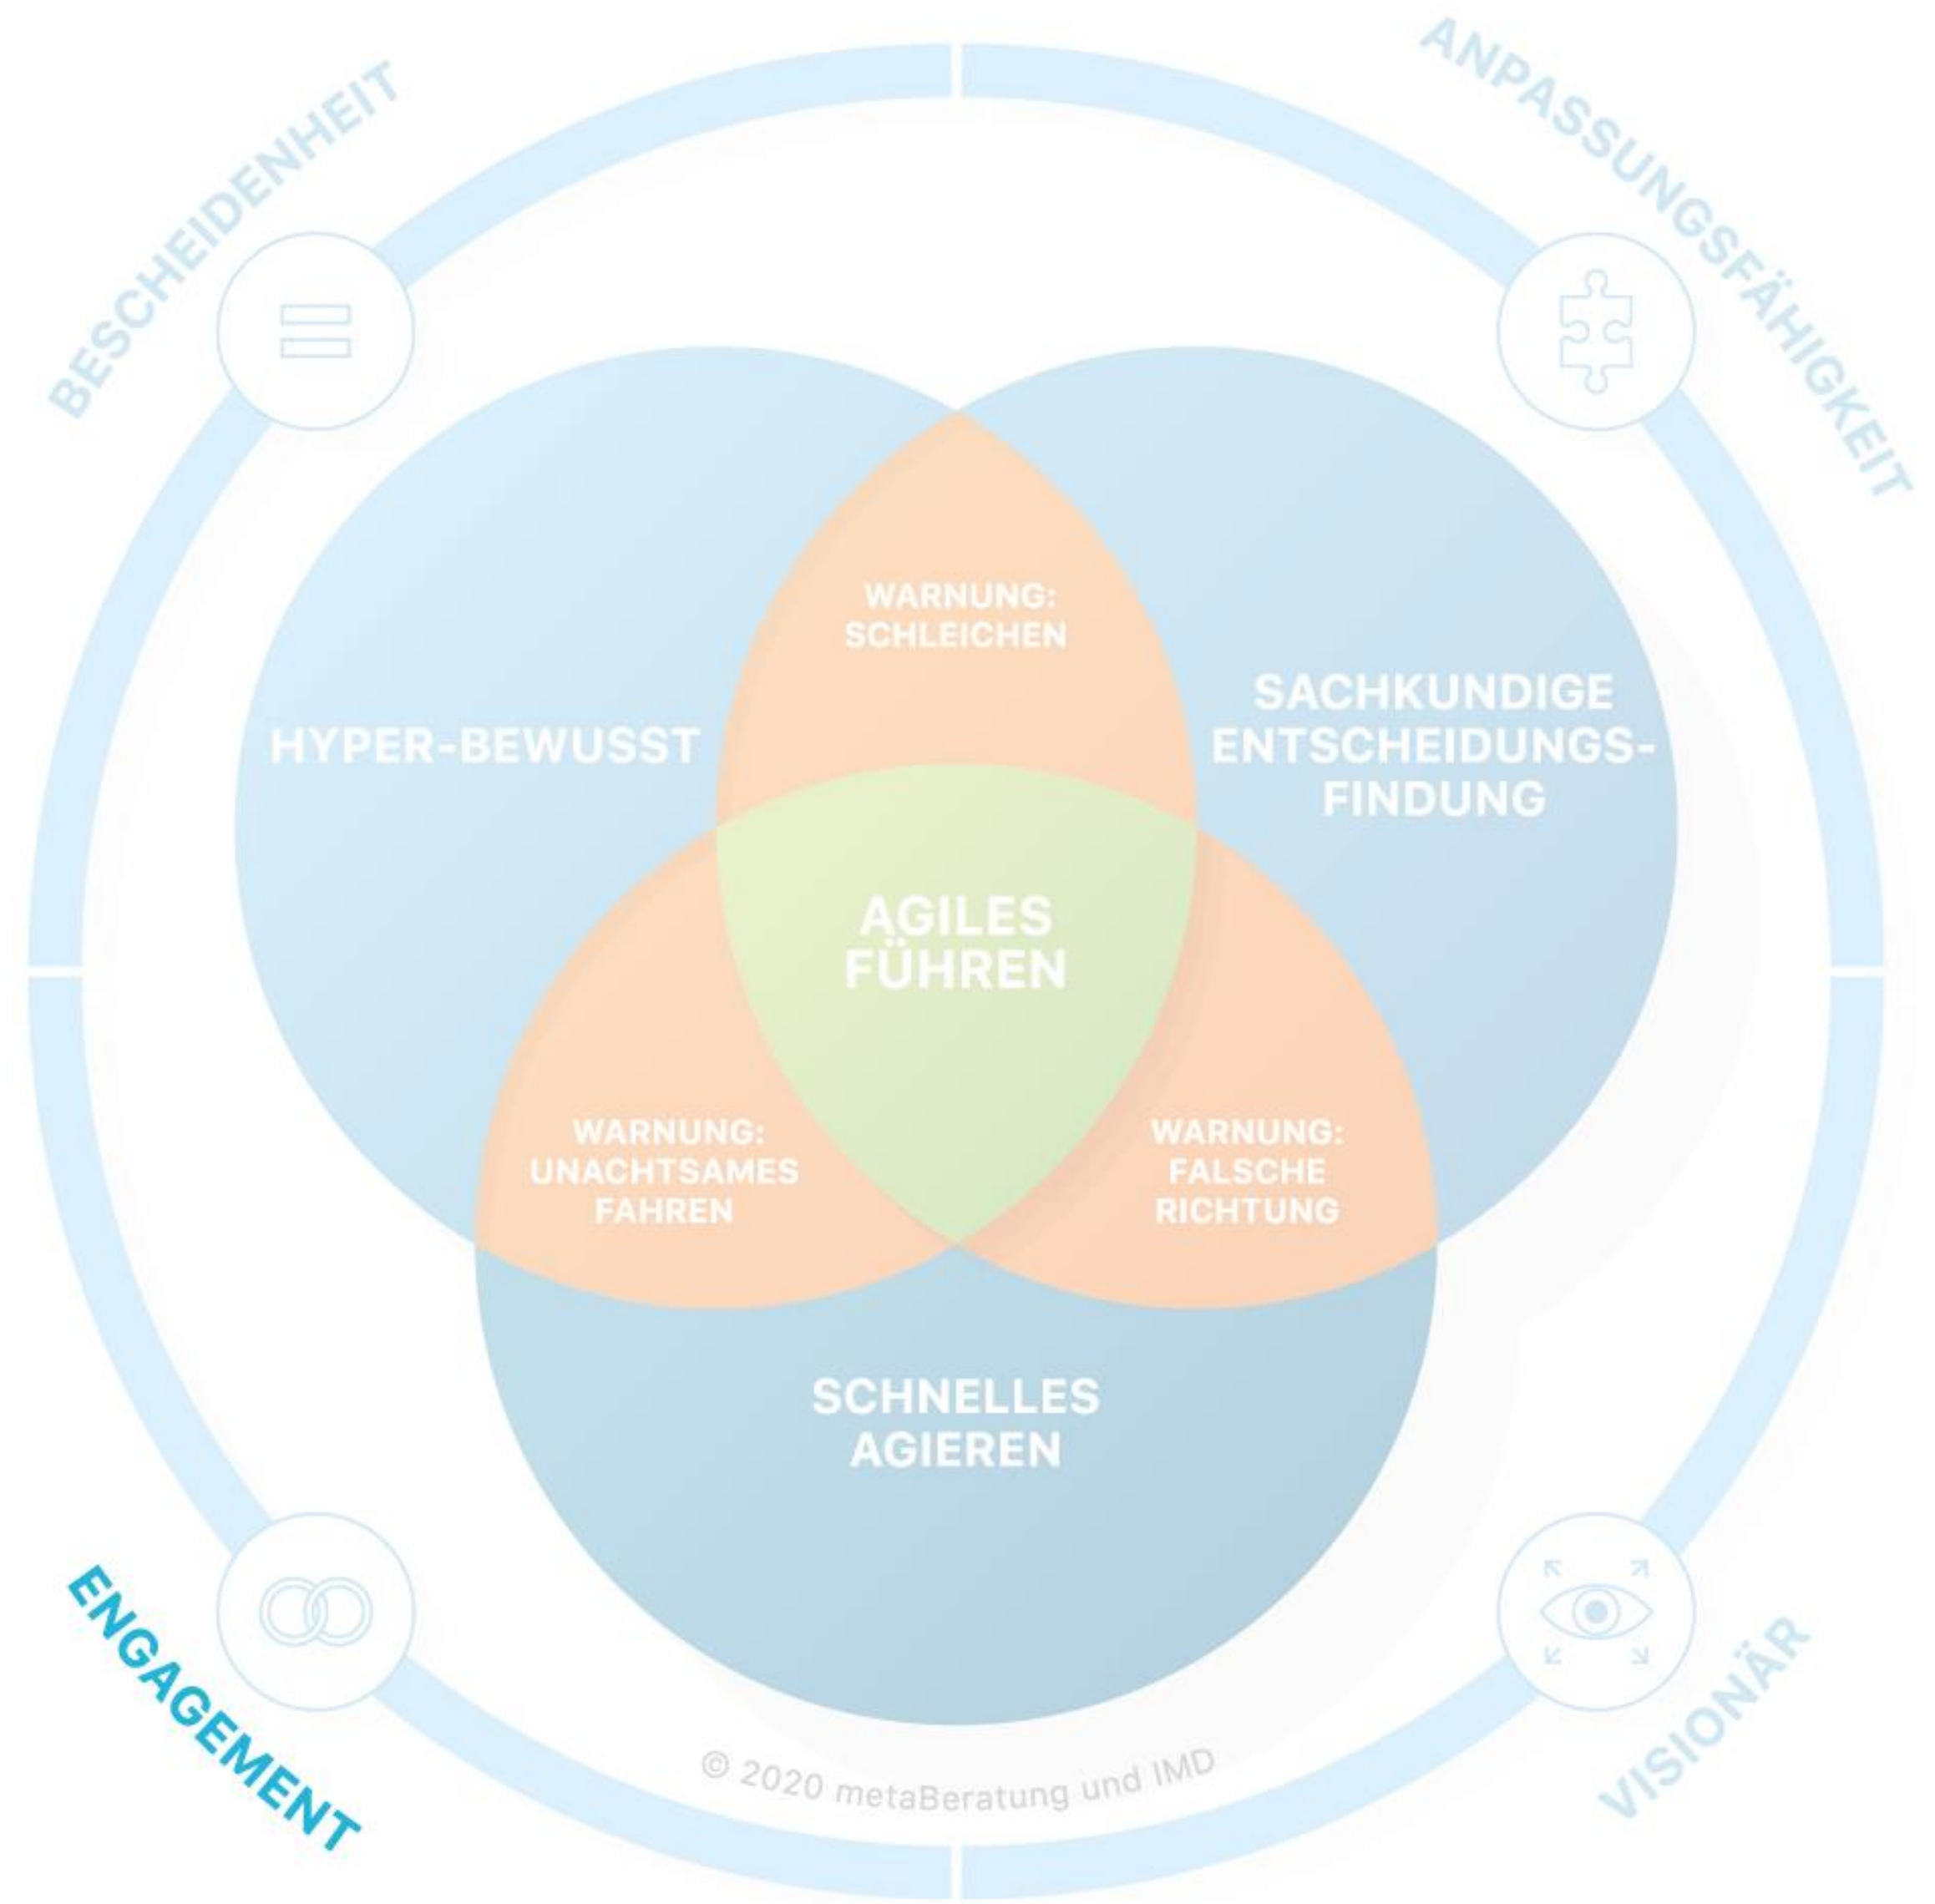 BESCHEIDENHEIT
ANPASSUNGSFÄHIGKEIT
WARNUNG:
SCHLEICHEN
HYPER-BEWUSST
SACHKUNDIGE
ENTSCHEIDUNGS-
FINDUNG
AGILES
FÜHREN
WARNUNG:
UNACHTSAMES
FAHREN
WARNUNG:
FALSCHE
RICHTUNG
SCHNELLES
AGIEREN
ENGAGEMENT
VISIONÄR
© 2020 metaBeratung und IMD